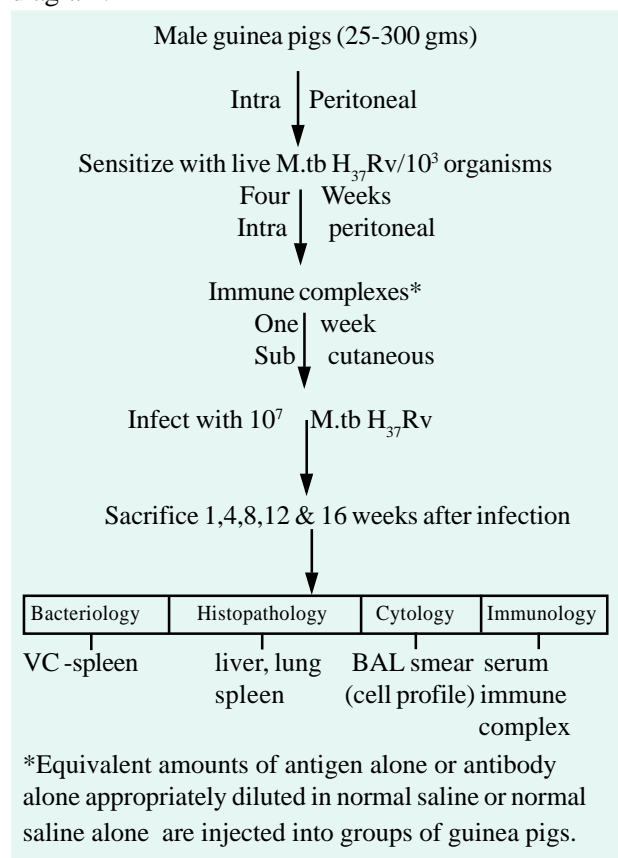 Male guinea pigs (25-300 gms)
Intra Peritoneal
Sensitize with live M.tb H₃₇Rv/10³ organisms
Four Weeks
Intra peritoneal
Immune complexes*
One week
Sub cutaneous
Infect with 10⁷ M.tb H₃₇Rv
Sacrifice 1,4,8,12 & 16 weeks after infection
Bacteriology Histopathology Cytology Immunology
VC -spleen liver, lung BAL smear serum
spleen (cell profile) immune
complex
*Equivalent amounts of antigen alone or antibody
alone appropriately diluted in normal saline or normal
saline alone are injected into groups of guinea pigs.